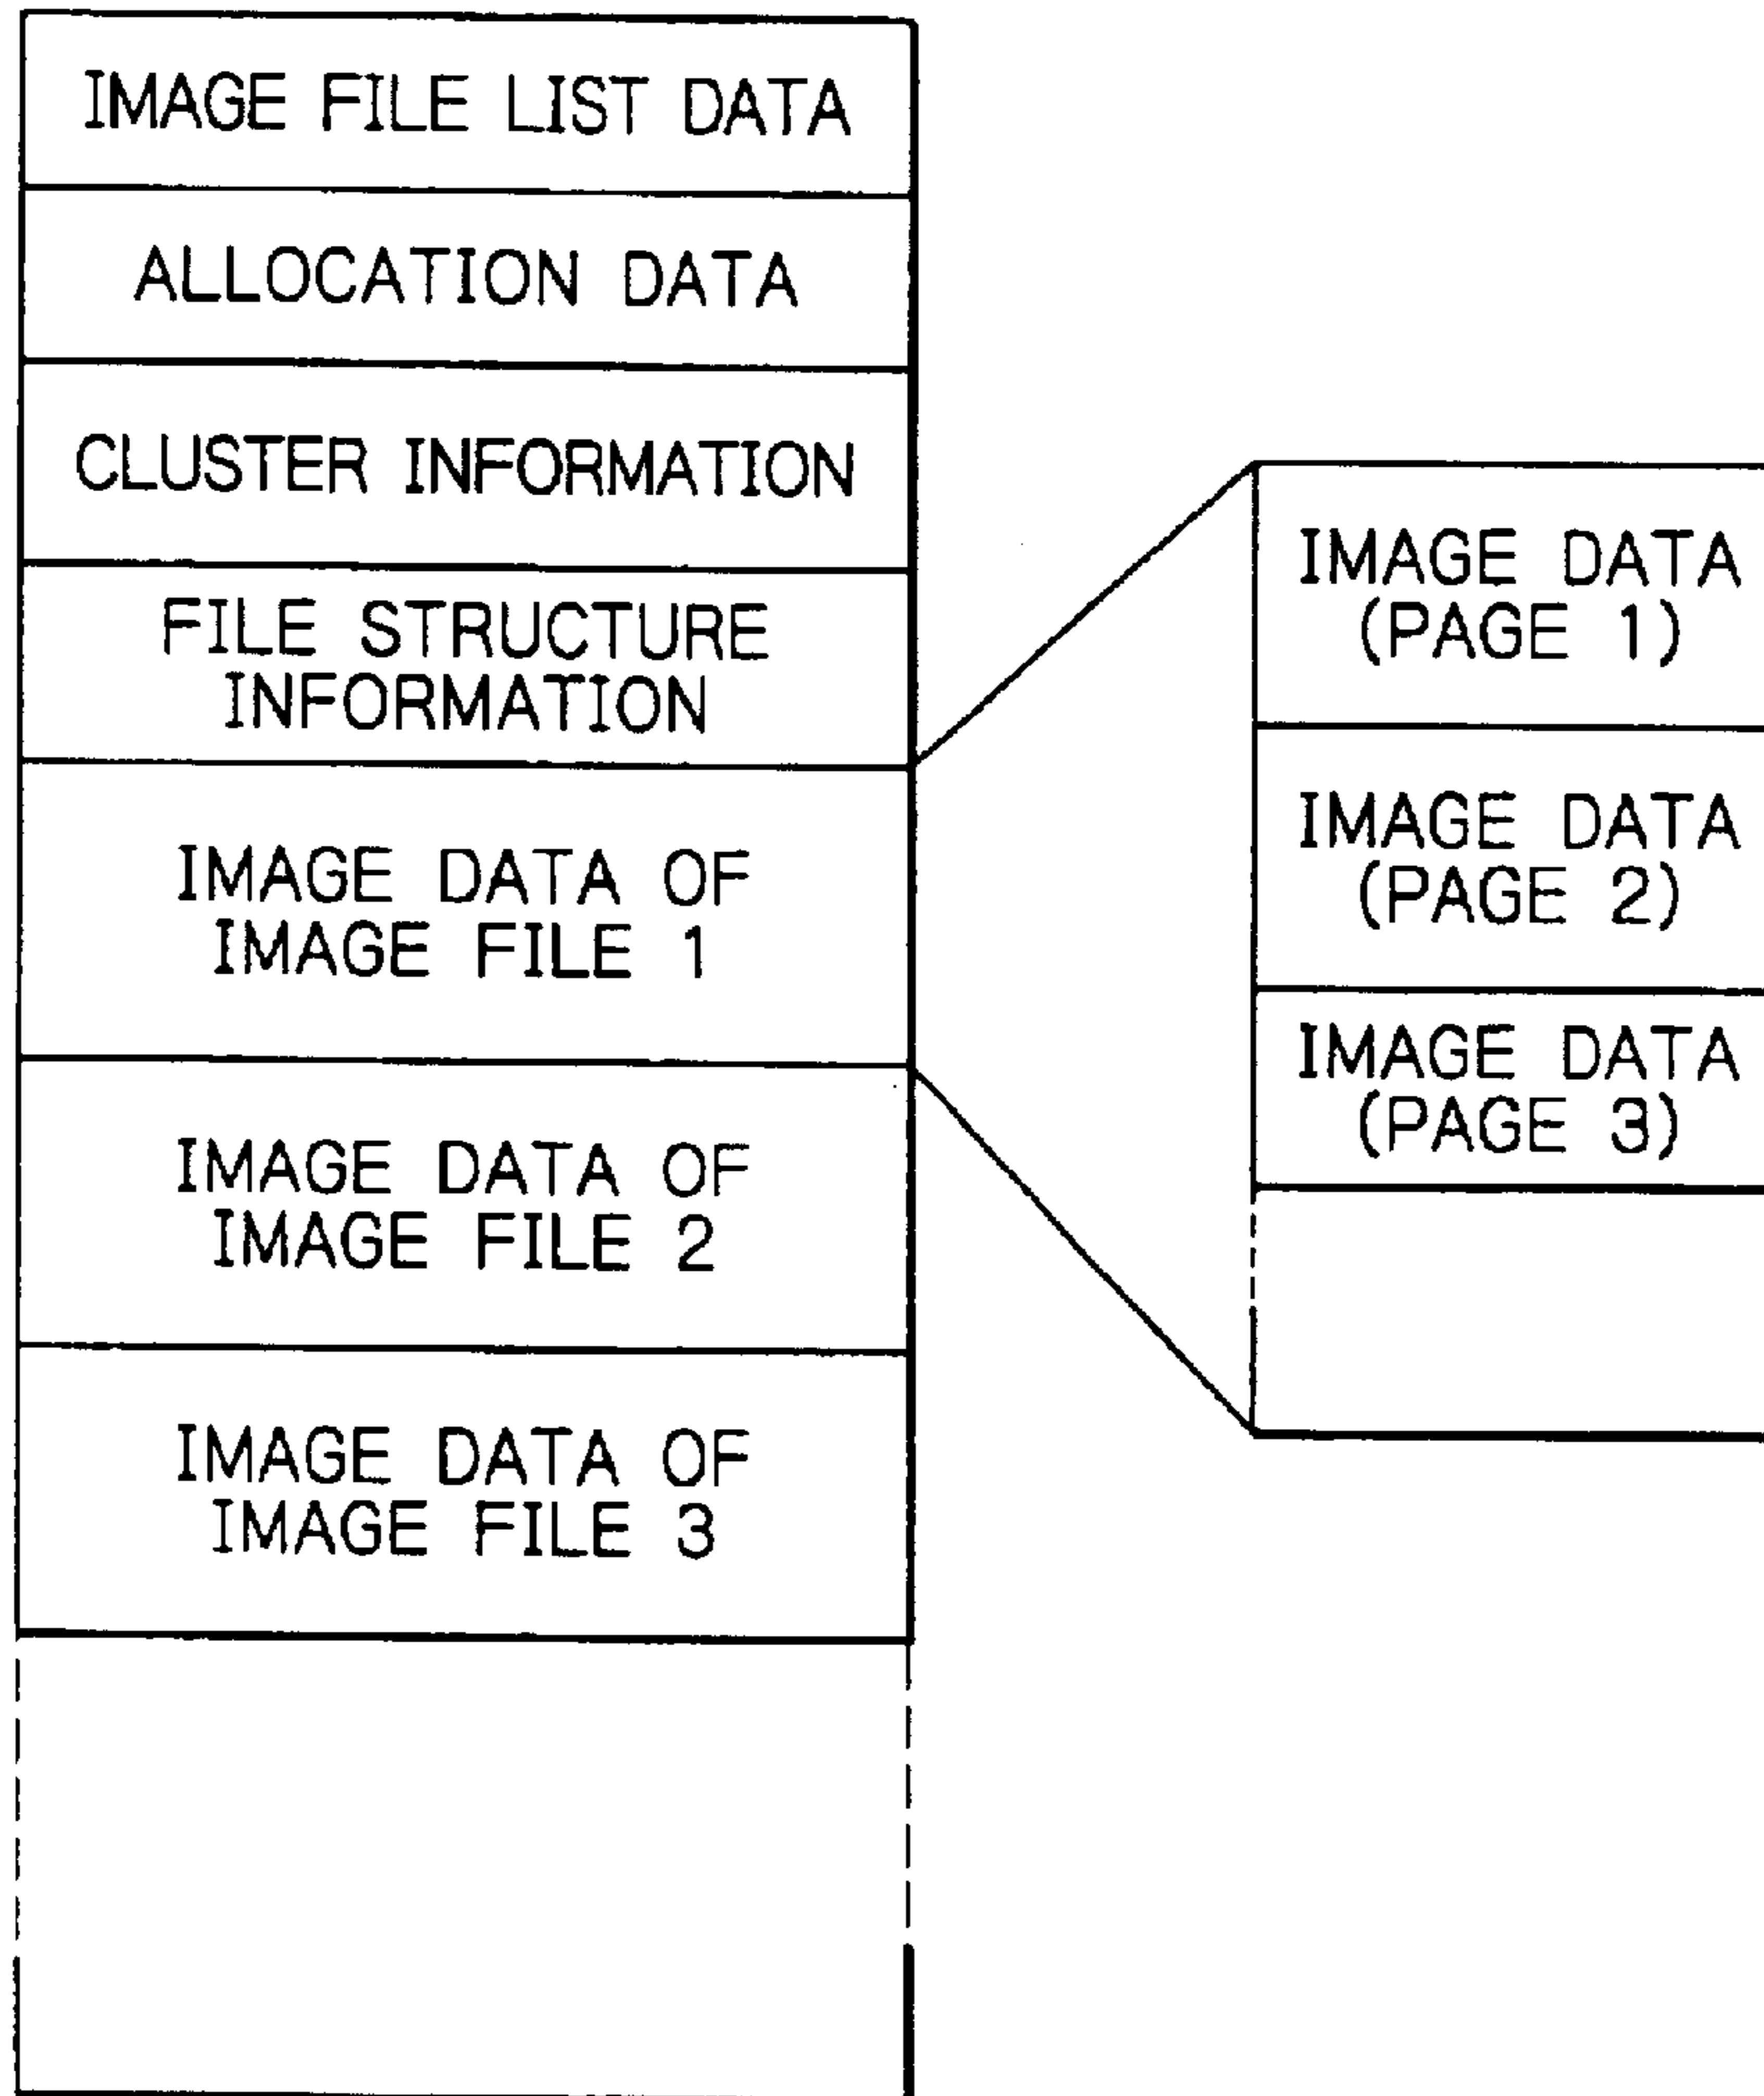 IMAGE FILE LIST DATA
ALLOCATION DATA
CLUSTER INFORMATION
FILE STRUCTURE
INFORMATION
IMAGE DATA OF
IMAGE FILE 1
IMAGE DATA OF
IMAGE FILE 2
IMAGE DATA OF
IMAGE FILE 3
IMAGE DATA
(PAGE 1)
IMAGE DATA
(PAGE 2)
IMAGE DATA
(PAGE 3)